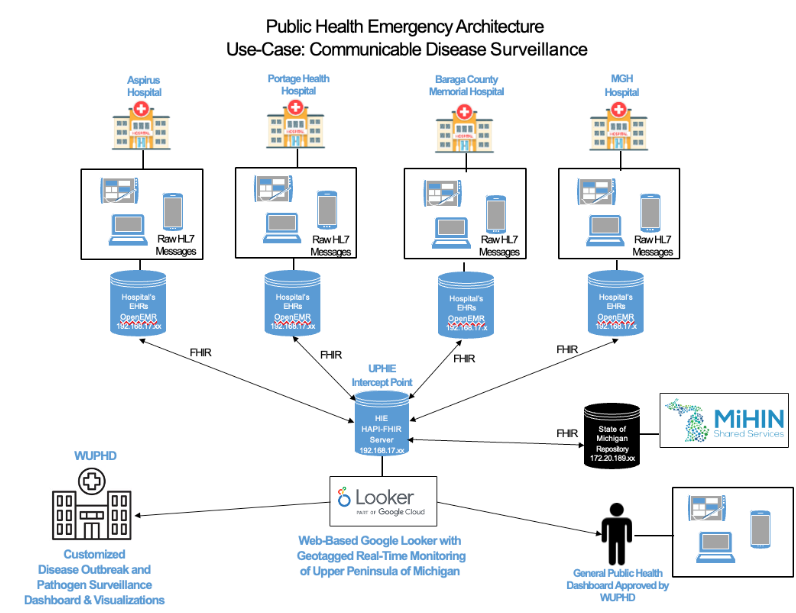 Public Health Emergency Architecture
Use-Case: Communicable Disease Surveillance
Aspirus
Hospital
Portage Health
Hospital
Baraga County
Memorial Hospital
MGH
Hospital
HOSPITAL
HOSPITAL
HOSPITAL
HOSPITAL
Raw HL7
Messages
Raw HL7
Messages
Raw HL7
Messages
Raw HL7
Messages
Hospital's
EHRs
OpenEMR
192.168.17.xx
Hospital's
EHRs
OpenEMR
192.168.17.xx
Hospital's
EHRs
OpenEMR
192.168.17.x
Hospital's
EHRs
OpenEMR
192.168.17.x
FHIR
FHIR
FHIR
FHIR
UPHIE
Intercept Point
HIE
HAPI-FHIR
Server
192.168.17.xx
FHIR
State of
Michigan
Repository
172.20.189.xx
MiHIN
Shared Services
WUPHD
Looker
PART OF Google Cloud
Customized
Disease Outbreak and
Pathogen Surveillance
Dashboard & Visualizations
Web-Based Google Looker with
Geotagged Real-Time Monitoring
of Upper Peninsula of Michigan
General Public Health
Dashboard Approved by
WUPHD